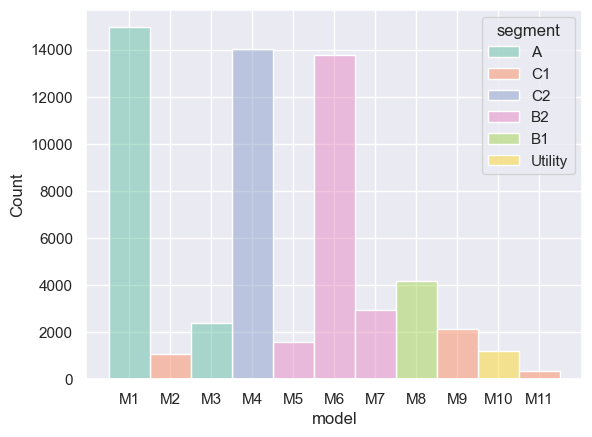 segment
A
C1
C2
B2
B1
Utility
14000
12000
10000
8000
6000
4000
2000
0
Count
M1 M2 M3 M4 M5 M6 M7 M8 M9 M10 M11
model